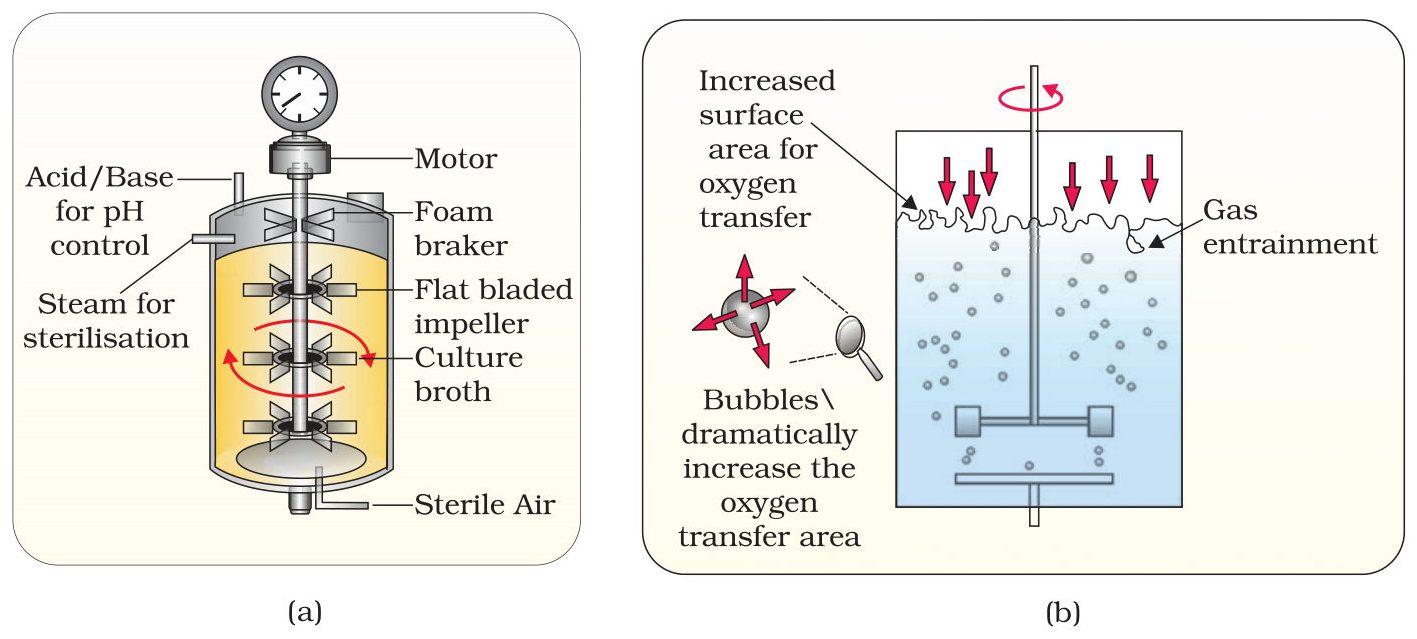 Motor
Acid/Base
for pH
control
Foam
braker
Flat bladed
impeller
Steam for
sterilisation
Culture
broth
Sterile Air
(a)
Increased
surface
area for
oxygen
transfer
Gas
entrainment
Bubbles\
dramatically
increase the
oxygen
transfer area
(b)